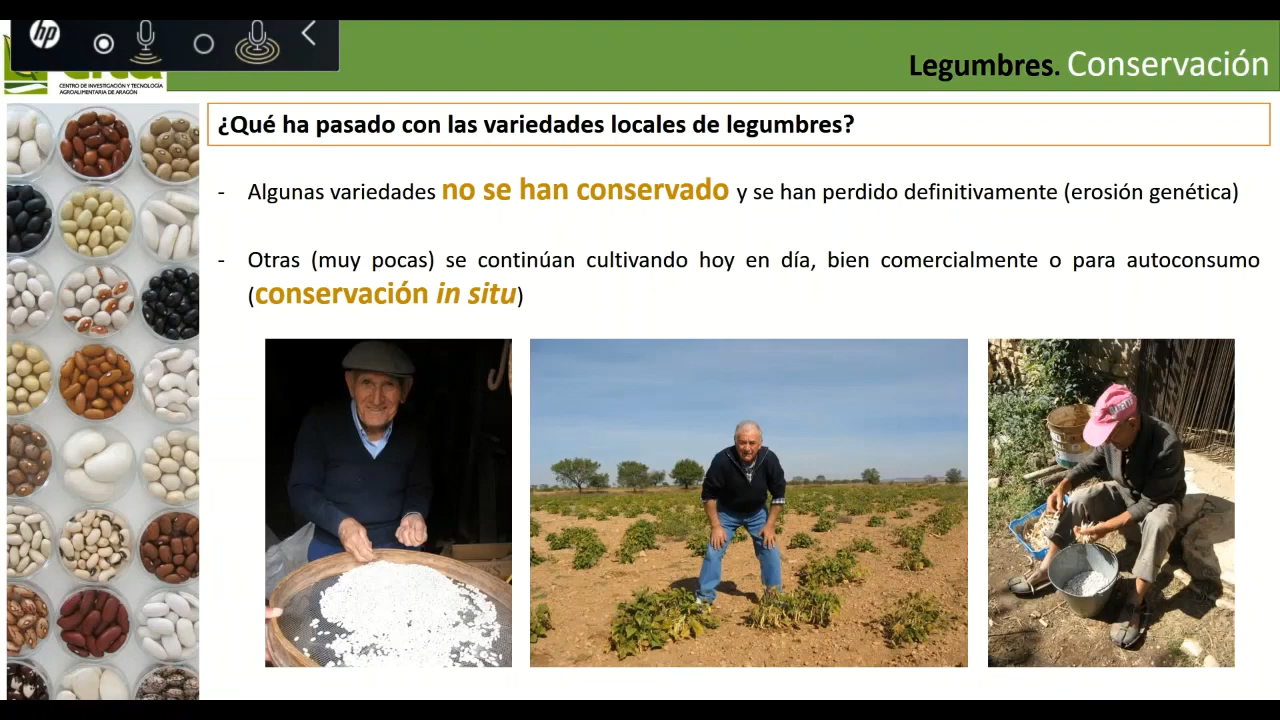 hp
Legumbres. Conservación
CENTRO DE INVESTIGACIÓN Y TECNOLOGÍA
AGROALIMENTARIA DE ARAGÓN
¿Qué ha pasado con las variedades locales de legumbres?
- Algunas variedades no se han conservado y se han perdido definitivamente (erosión genética)
- Otras (muy pocas) se continúan cultivando hoy en día, bien comercialmente o para autoconsumo
(conservación in situ)